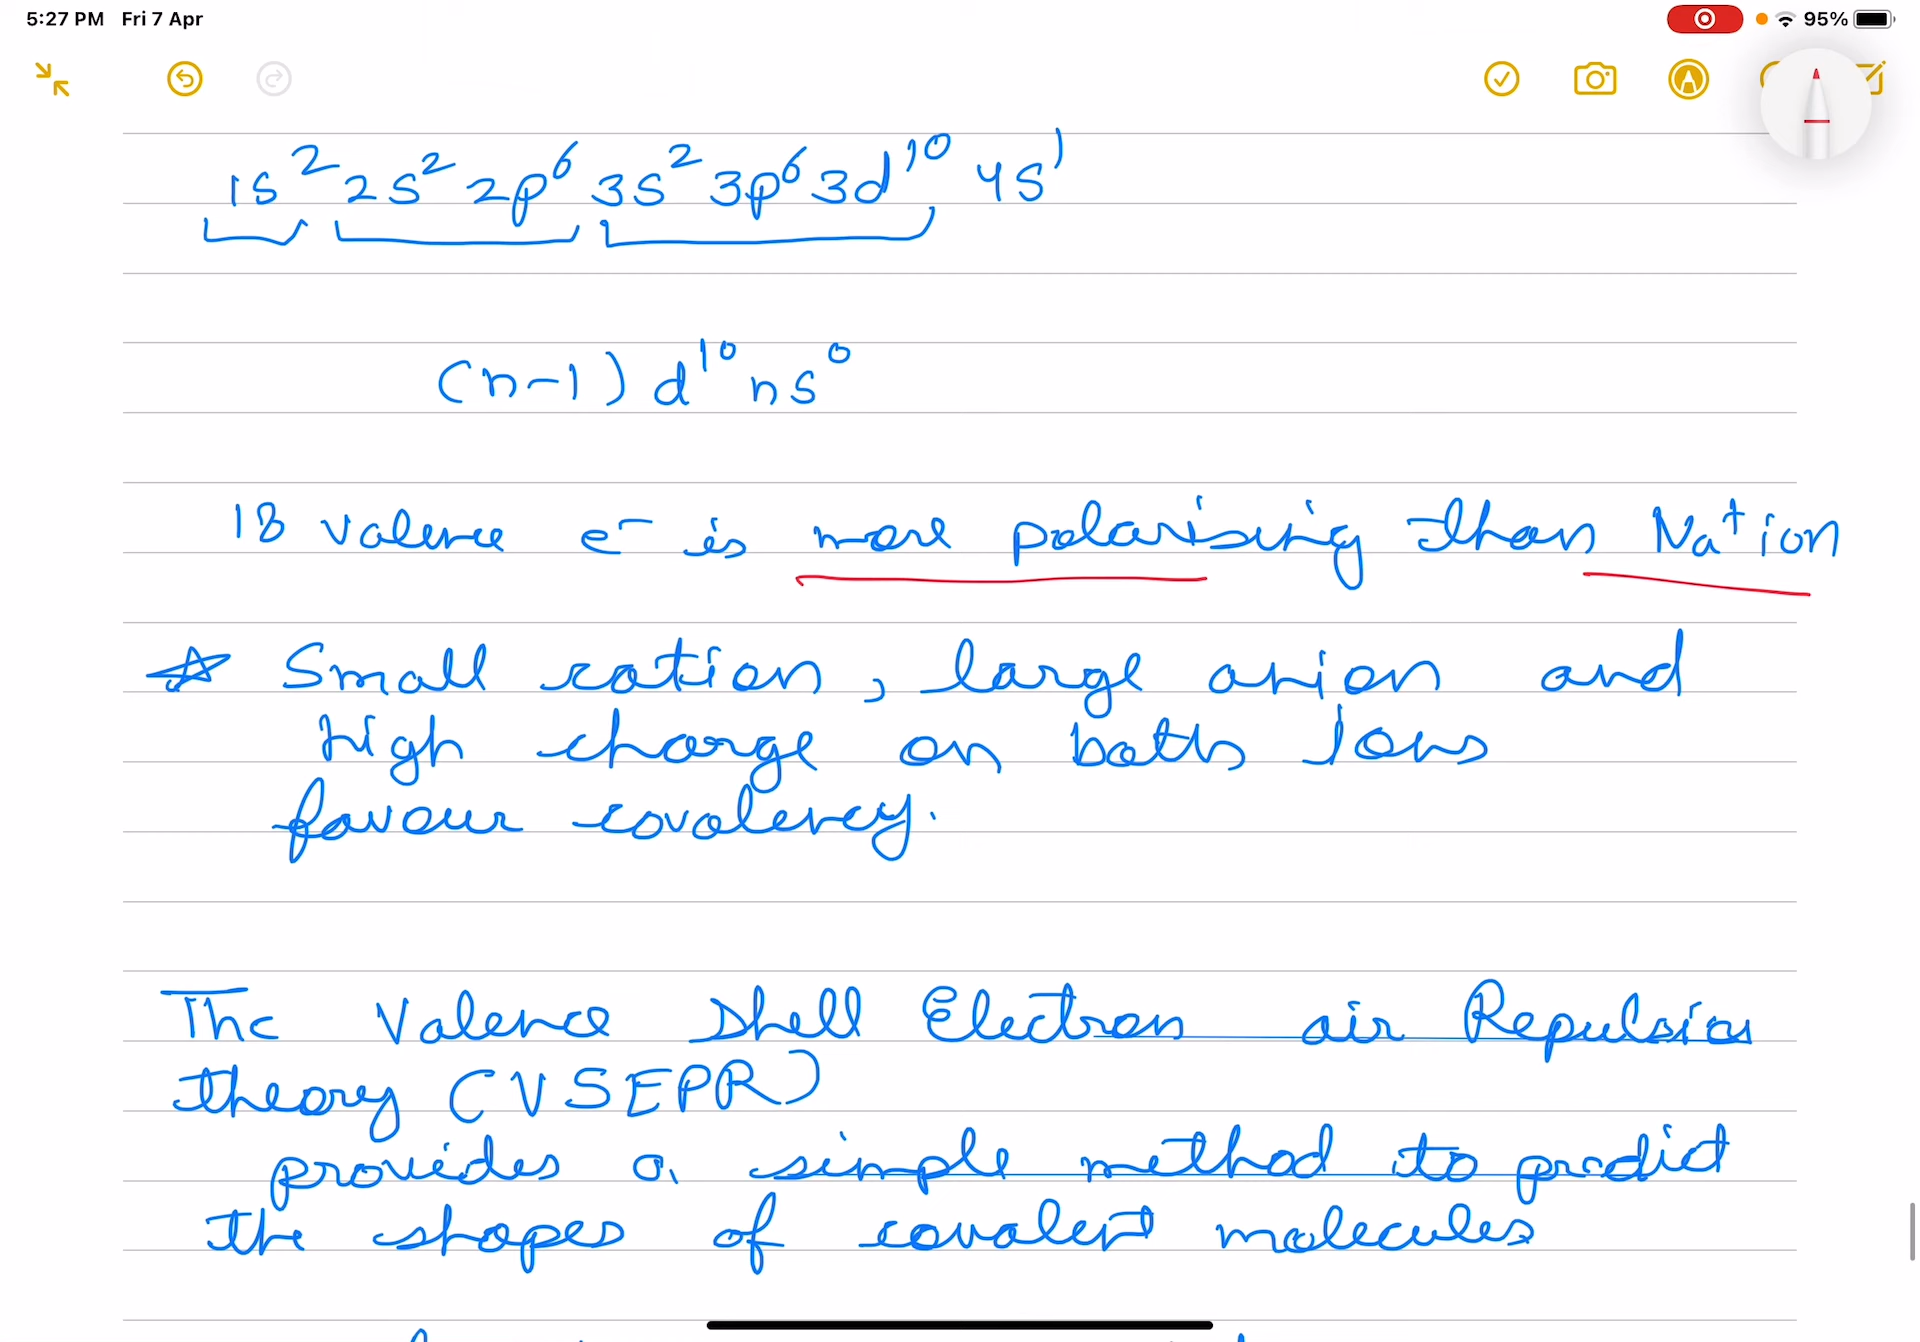 5:27 PM Fri 7 Apr 95%
1s² 2s² 2p⁶ 3s² 3p⁶ 3d¹⁰ 4s¹
(n-1) d¹⁰ ns⁰
18 valence e⁻ is more polarising than Na⁺ ion
☆ Small cation, large anion and
high charge on both ions
favour covalency.
The Valence Shell Electron air Repulsion
theory (VSEPR)
provides a simple method to predict
the shapes of covalent molecules